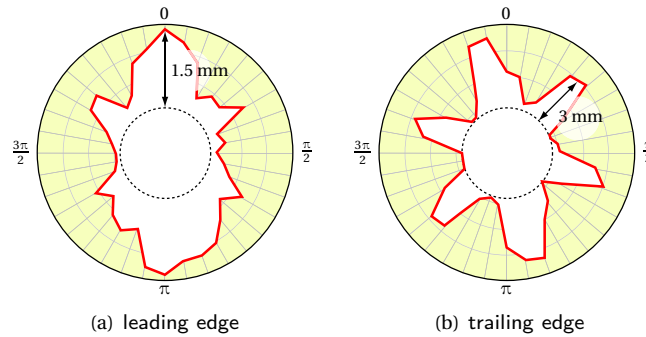 0
0
1.5 mm
3 mm
3π/2
π/2
3π/2
π
π
(a) leading edge
(b) trailing edge